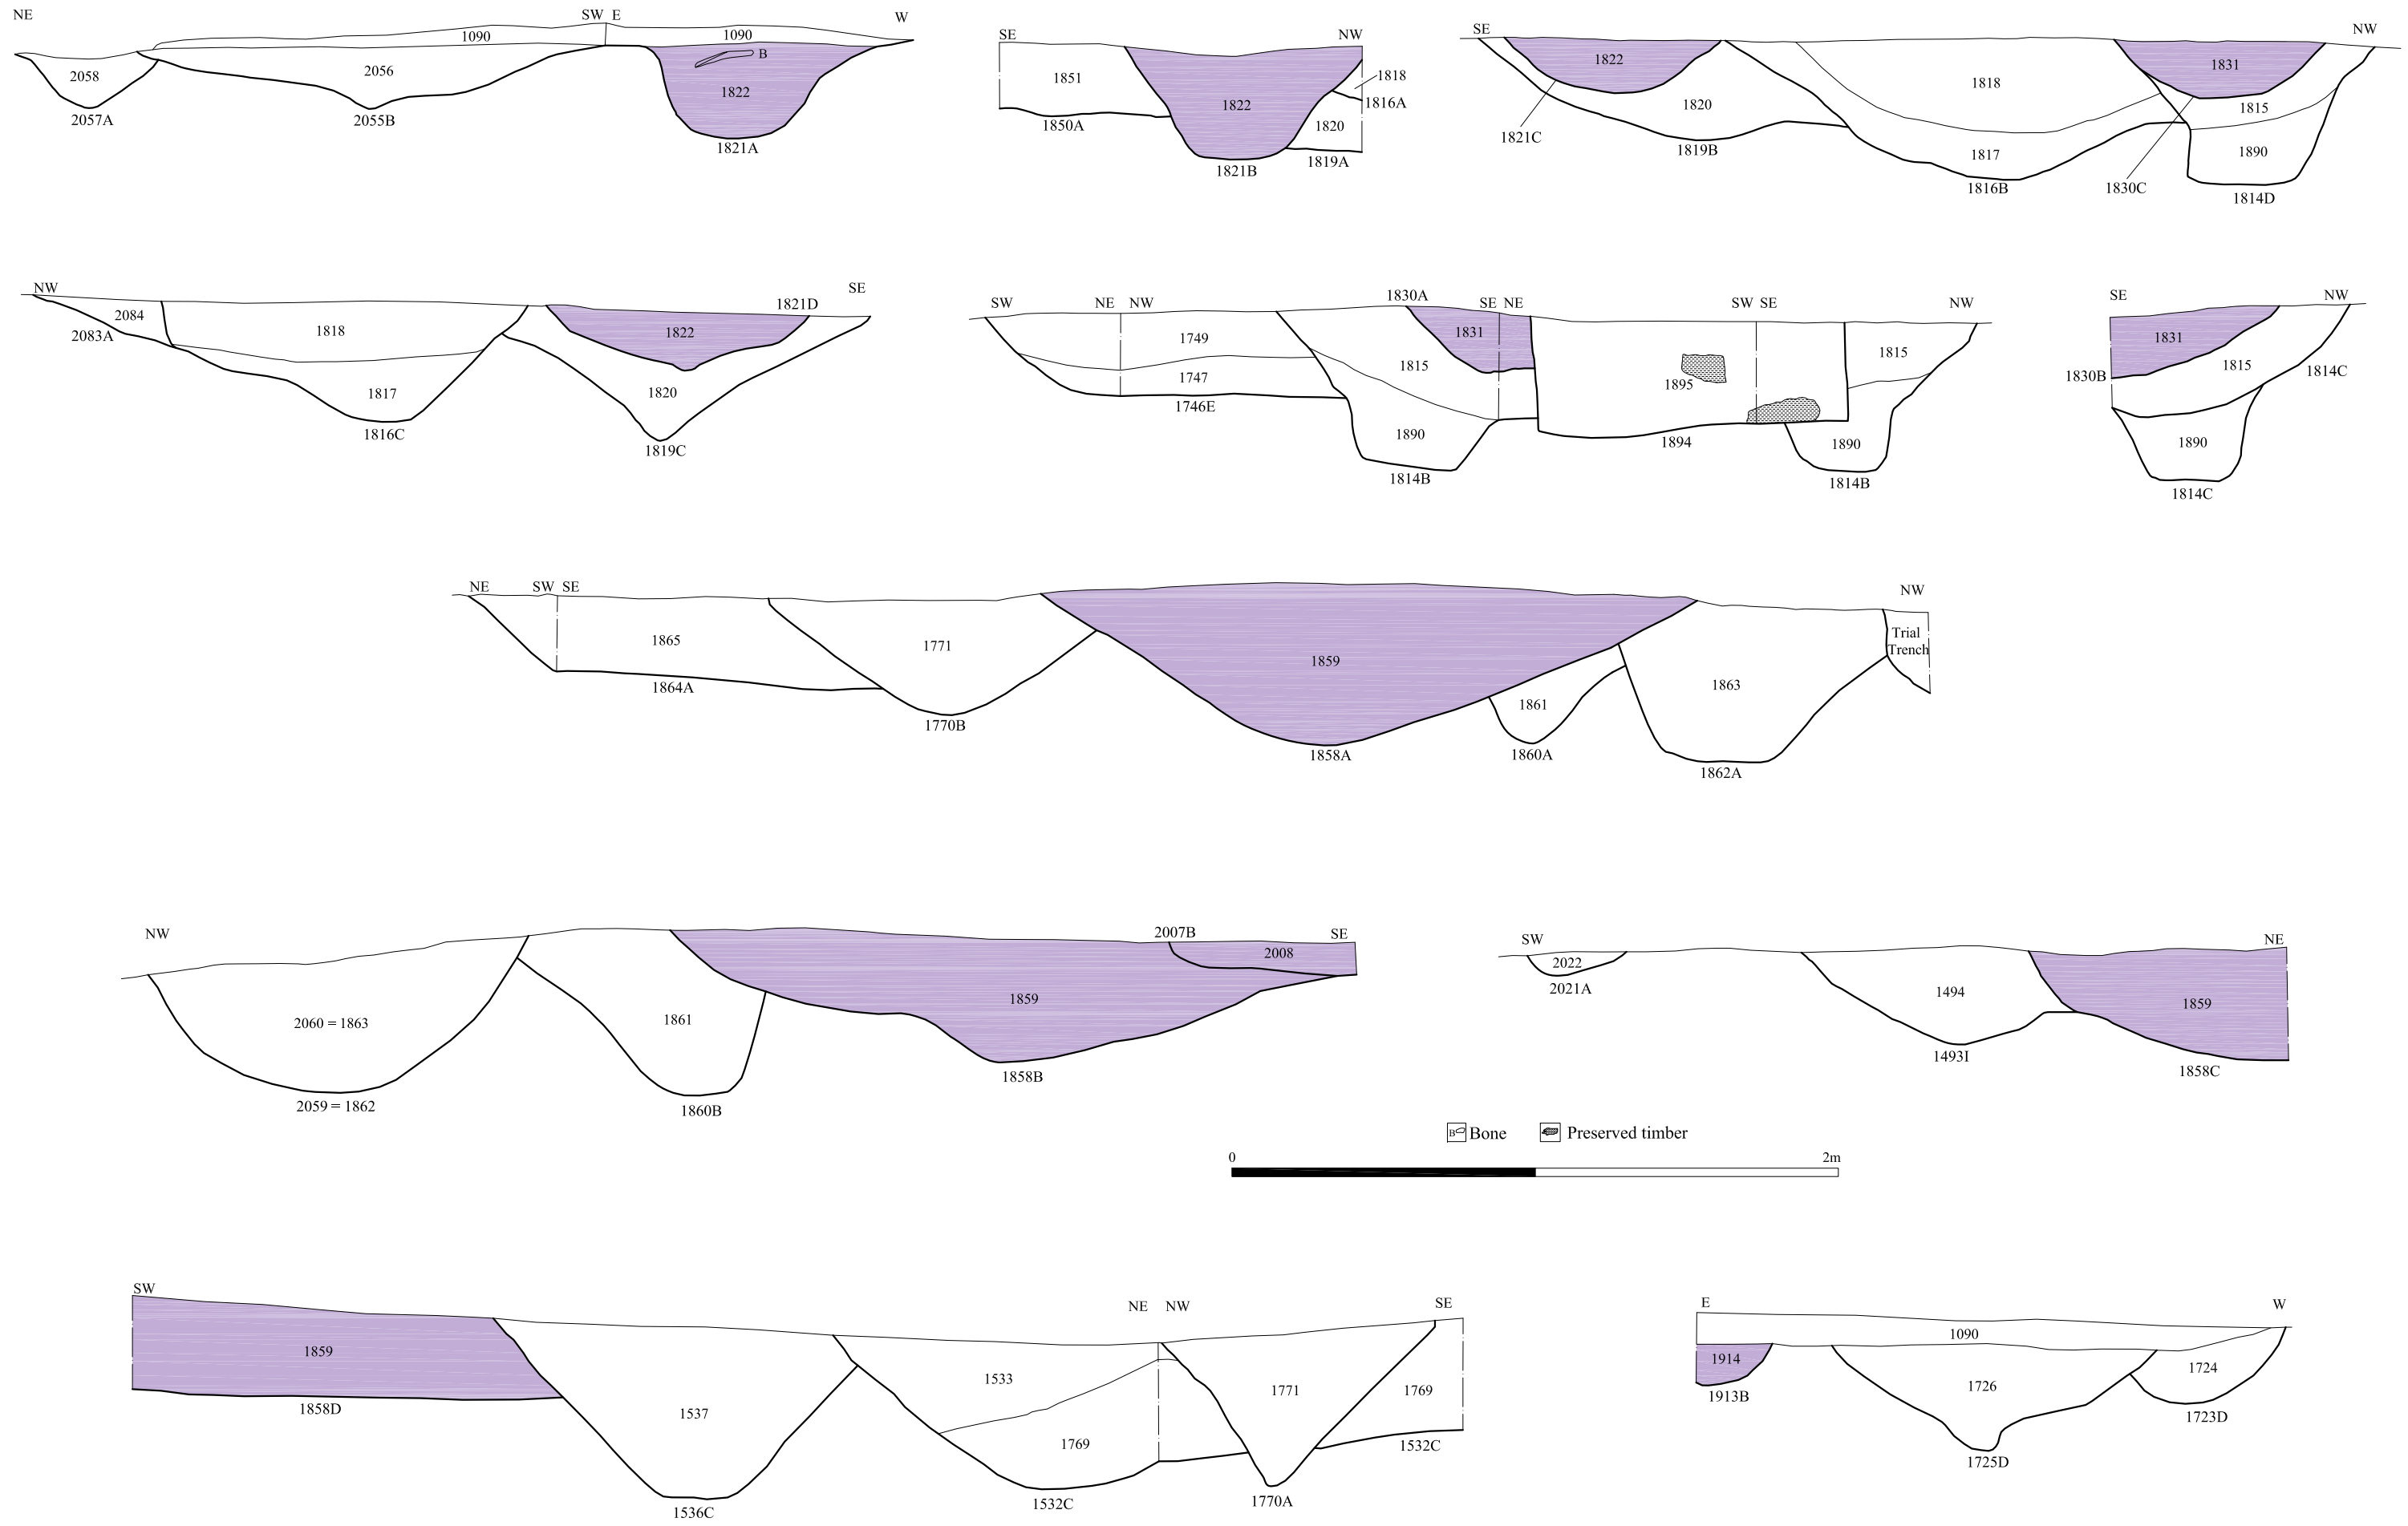 NE SW E W
1090 1090
2058 2056 B
1822
2057A 2055B 1821A
SE NW
1851 1822 1818
1816A
1820
1850A 1821B 1819A
SE NW
1822 1818 1831
1820 1815
1821C 1819B 1817 1890
1816B 1830C 1814D
NW SE
2084 1818 1822 1821D
2083A
1817 1820
1816C 1819C
SW NE NW 1830A SE NE SW SE NW
1749 1831
1815 1815
1747 1895
1746E 1890 1894 1890
1814B 1814B
SE NW
1831
1815
1830B 1814C
1890
1814C
NE SW SE NW
1865 1771 1859 1863 Trial
Trench
1864A 1861
1770B 1858A 1860A 1862A
NW 2007B SE
2008
2060 = 1863 1861 1859
2059 = 1862 1860B 1858B
SW NE
2022 1494 1859
2021A 1493I 1858C
B Bone Preserved timber
0 2m
SW NE NW SE
1859 1533 1771 1769
1858D 1537 1769 1532C
1536C 1532C 1770A
E W
1090
1914 1726 1724
1913B 1725D 1723D